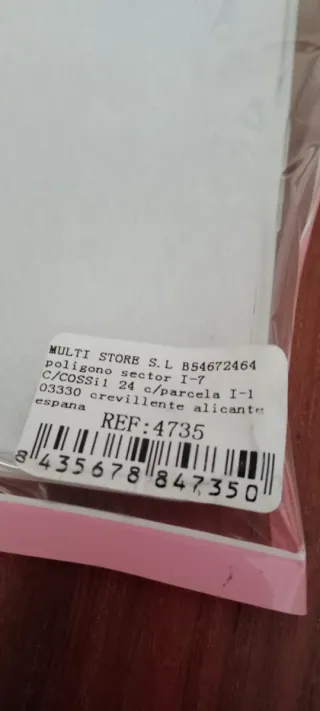 MULTI STORE S.L B54672464
poligono sector I-7
C/COSSil 24 c/parcela I-1
03330 crevillente alicante
espana
REF:4735
8 435678 847350